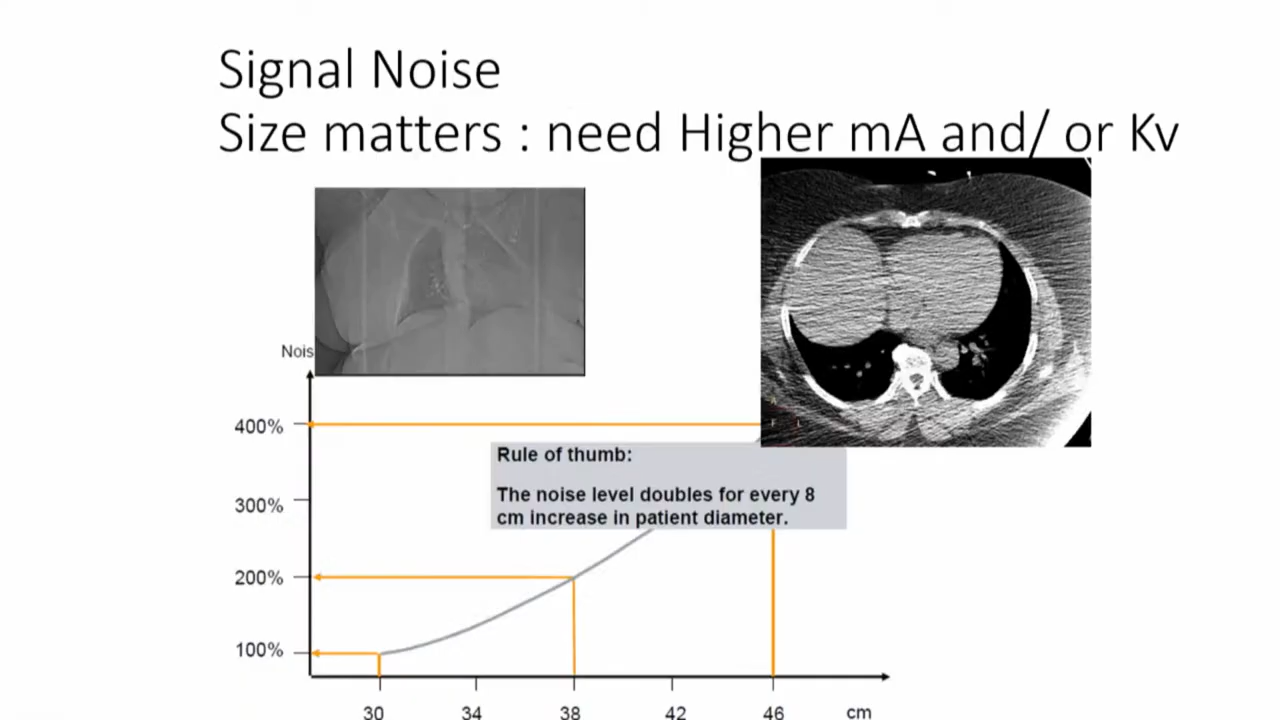 Signal Noise
Size matters : need Higher mA and/ or Kv
Nois
400%
Rule of thumb:
The noise level doubles for every 8
cm increase in patient diameter.
300%
200%
100%
30 34 38 42 46 cm